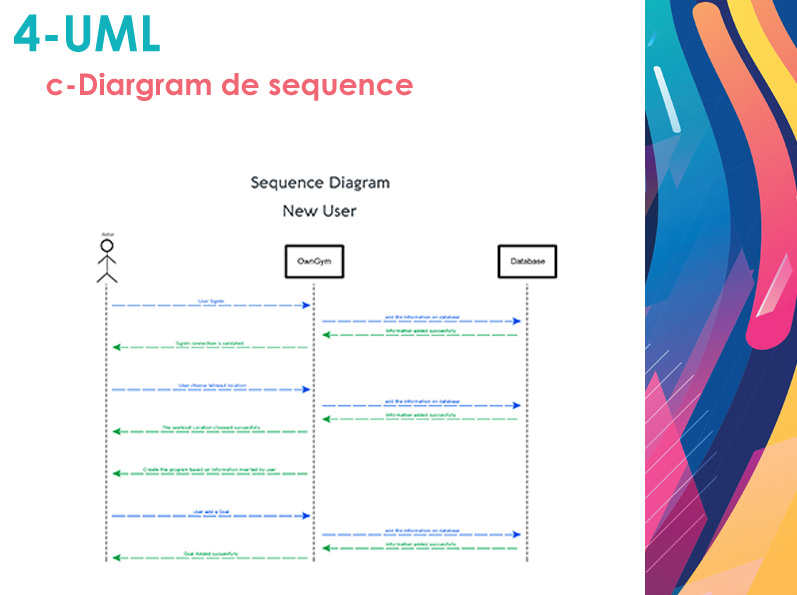 4-UML
c-Diargram de sequence
Sequence Diagram
New User
Actor
OwnGym
Database
User SignIn
add the information on database
Information added successfully
SignIn connection is validated
User choose Wrkout location
add the information on database
Information added successfully
The workout Location choosed successfully
Create the program based on information inserted by user
User add a Goal
add the information on database
Information added successfully
Goal Added successfully